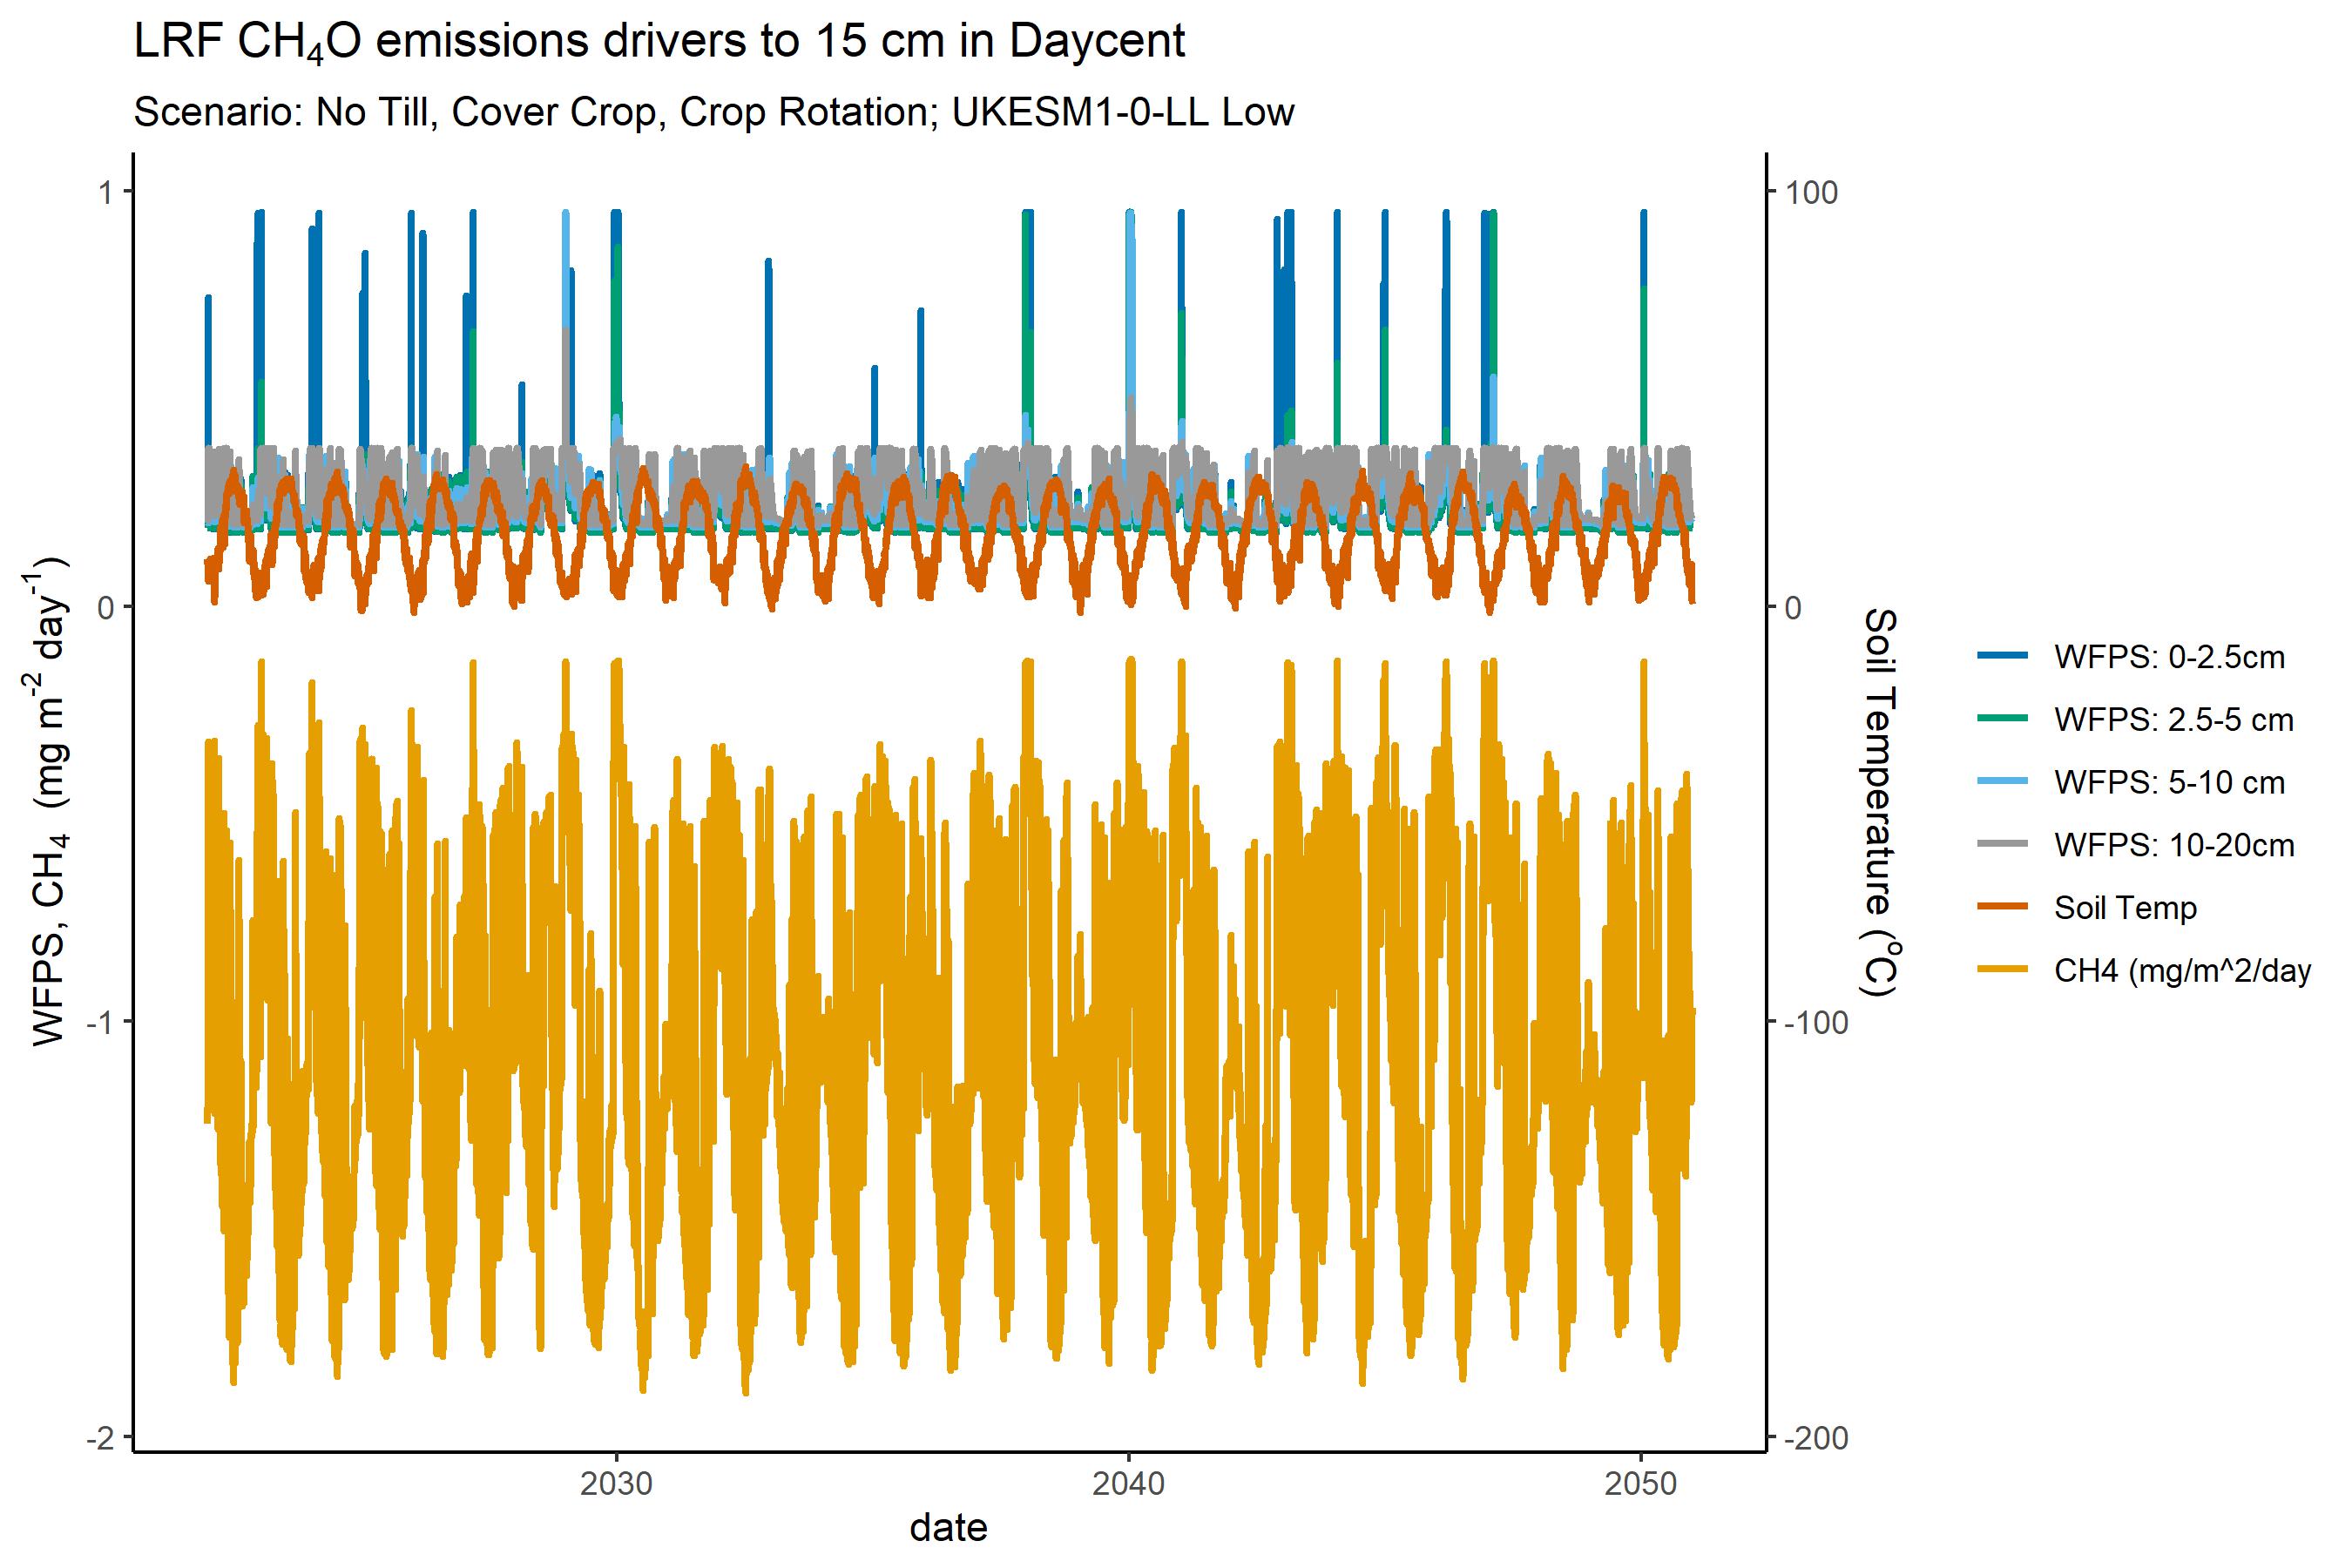 LRF CH₄O emissions drivers to 15 cm in Daycent
Scenario: No Till, Cover Crop, Crop Rotation; UKESM1-0-LL Low
WFPS, CH₄ (mg m⁻² day⁻¹)
1
0
-1
-2
100
0
-100
-200
Soil Temperature (°C)
2030
2040
2050
date
WFPS: 0-2.5cm
WFPS: 2.5-5 cm
WFPS: 5-10 cm
WFPS: 10-20cm
Soil Temp
CH4 (mg/m^2/day